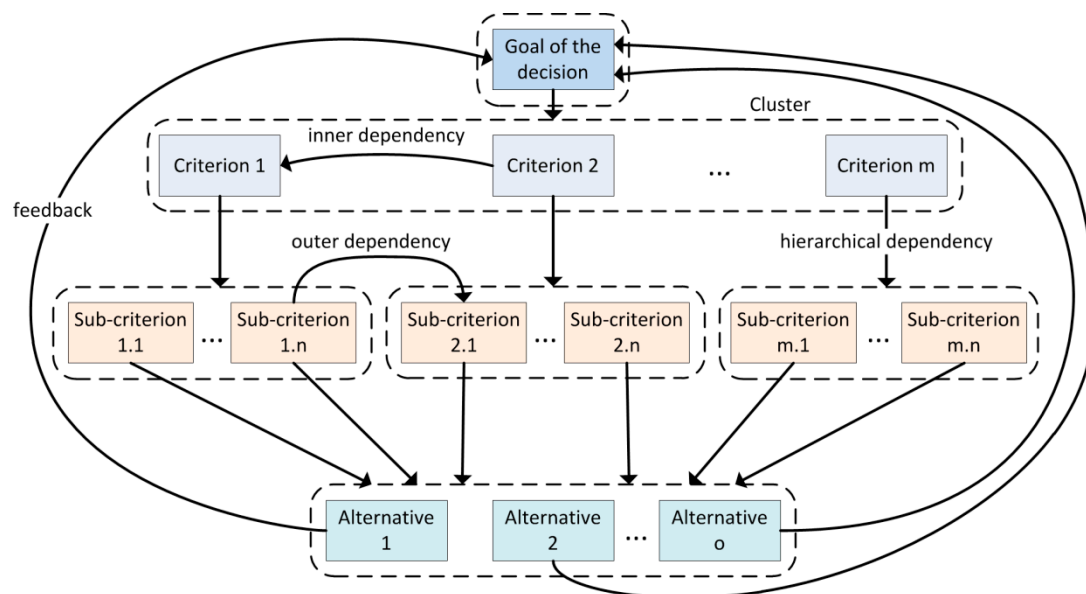 Goal of the
decision
Cluster
inner dependency
Criterion 1
Criterion 2
...
Criterion m
feedback
outer dependency
hierarchical dependency
Sub-criterion
1.1
...
Sub-criterion
1.n
Sub-criterion
2.1
...
Sub-criterion
2.n
Sub-criterion
m.1
...
Sub-criterion
m.n
Alternative
1
Alternative
2
...
Alternative
o